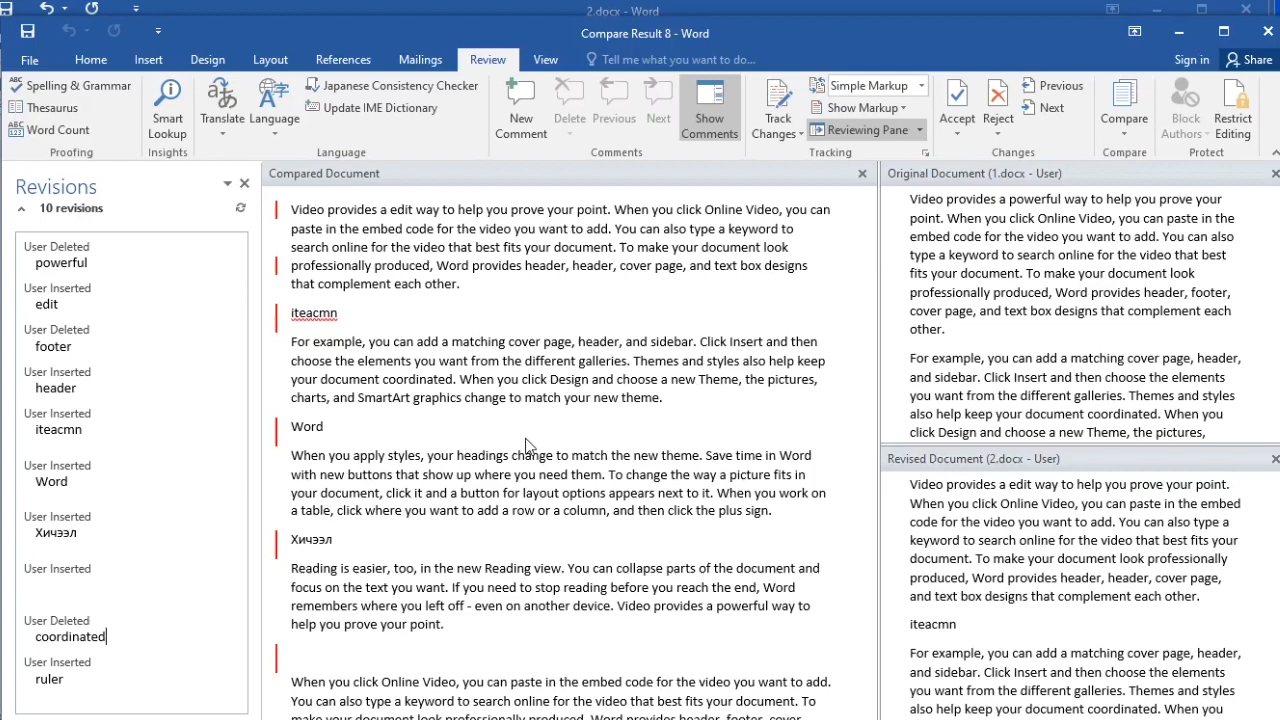 2.docx - Word
Compare Result 8 - Word
File Home Insert Design Layout References Mailings Review View Tell me what you want to do... Sign in Share
ABC Spelling & Grammar
Thesaurus
ABC 123 Word Count
Proofing
Smart Lookup
Insights
Translate Language
Japanese Consistency Checker
Update IME Dictionary
Language
New Comment Delete Previous Next Show Comments
Comments
Track Changes
Simple Markup
Show Markup
Reviewing Pane
Tracking
Accept Reject
Previous
Next
Changes
Compare
Compare
Block Authors
Restrict Editing
Protect
Revisions
10 revisions
User Deleted
powerful
User Inserted
edit
User Deleted
footer
User Inserted
header
User Inserted
iteacmn
User Inserted
Word
User Inserted
Хичээл
User Inserted
User Deleted
coordinated
User Inserted
ruler
Compared Document
Video provides a edit way to help you prove your point. When you click Online Video, you can
paste in the embed code for the video you want to add. You can also type a keyword to
search online for the video that best fits your document. To make your document look
professionally produced, Word provides header, header, cover page, and text box designs
that complement each other.
iteacmn
For example, you can add a matching cover page, header, and sidebar. Click Insert and then
choose the elements you want from the different galleries. Themes and styles also help keep
your document coordinated. When you click Design and choose a new Theme, the pictures,
charts, and SmartArt graphics change to match your new theme.
Word
When you apply styles, your headings change to match the new theme. Save time in Word
with new buttons that show up where you need them. To change the way a picture fits in
your document, click it and a button for layout options appears next to it. When you work on
a table, click where you want to add a row or a column, and then click the plus sign.
Хичээл
Reading is easier, too, in the new Reading view. You can collapse parts of the document and
focus on the text you want. If you need to stop reading before you reach the end, Word
remembers where you left off - even on another device. Video provides a powerful way to
help you prove your point.
When you click Online Video, you can paste in the embed code for the video you want to add.
You can also type a keyword to search online for the video that best fits your document. To
make your document look professionally produced, Word provides header, footer, cover
Original Document (1.docx - User)
Video provides a powerful way to help you prove your
point. When you click Online Video, you can paste in the
embed code for the video you want to add. You can also
type a keyword to search online for the video that best
fits your document. To make your document look
professionally produced, Word provides header, footer,
cover page, and text box designs that complement each
other.
For example, you can add a matching cover page, header,
and sidebar. Click Insert and then choose the elements
you want from the different galleries. Themes and styles
also help keep your document coordinated. When you
click Design and choose a new Theme, the pictures,
Revised Document (2.docx - User)
Video provides a edit way to help you prove your point.
When you click Online Video, you can paste in the embed
code for the video you want to add. You can also type a
keyword to search online for the video that best fits your
document. To make your document look professionally
produced, Word provides header, header, cover page,
and text box designs that complement each other.
iteacmn
For example, you can add a matching cover page, header,
and sidebar. Click Insert and then choose the elements
you want from the different galleries. Themes and styles
also help keep your document coordinated. When you